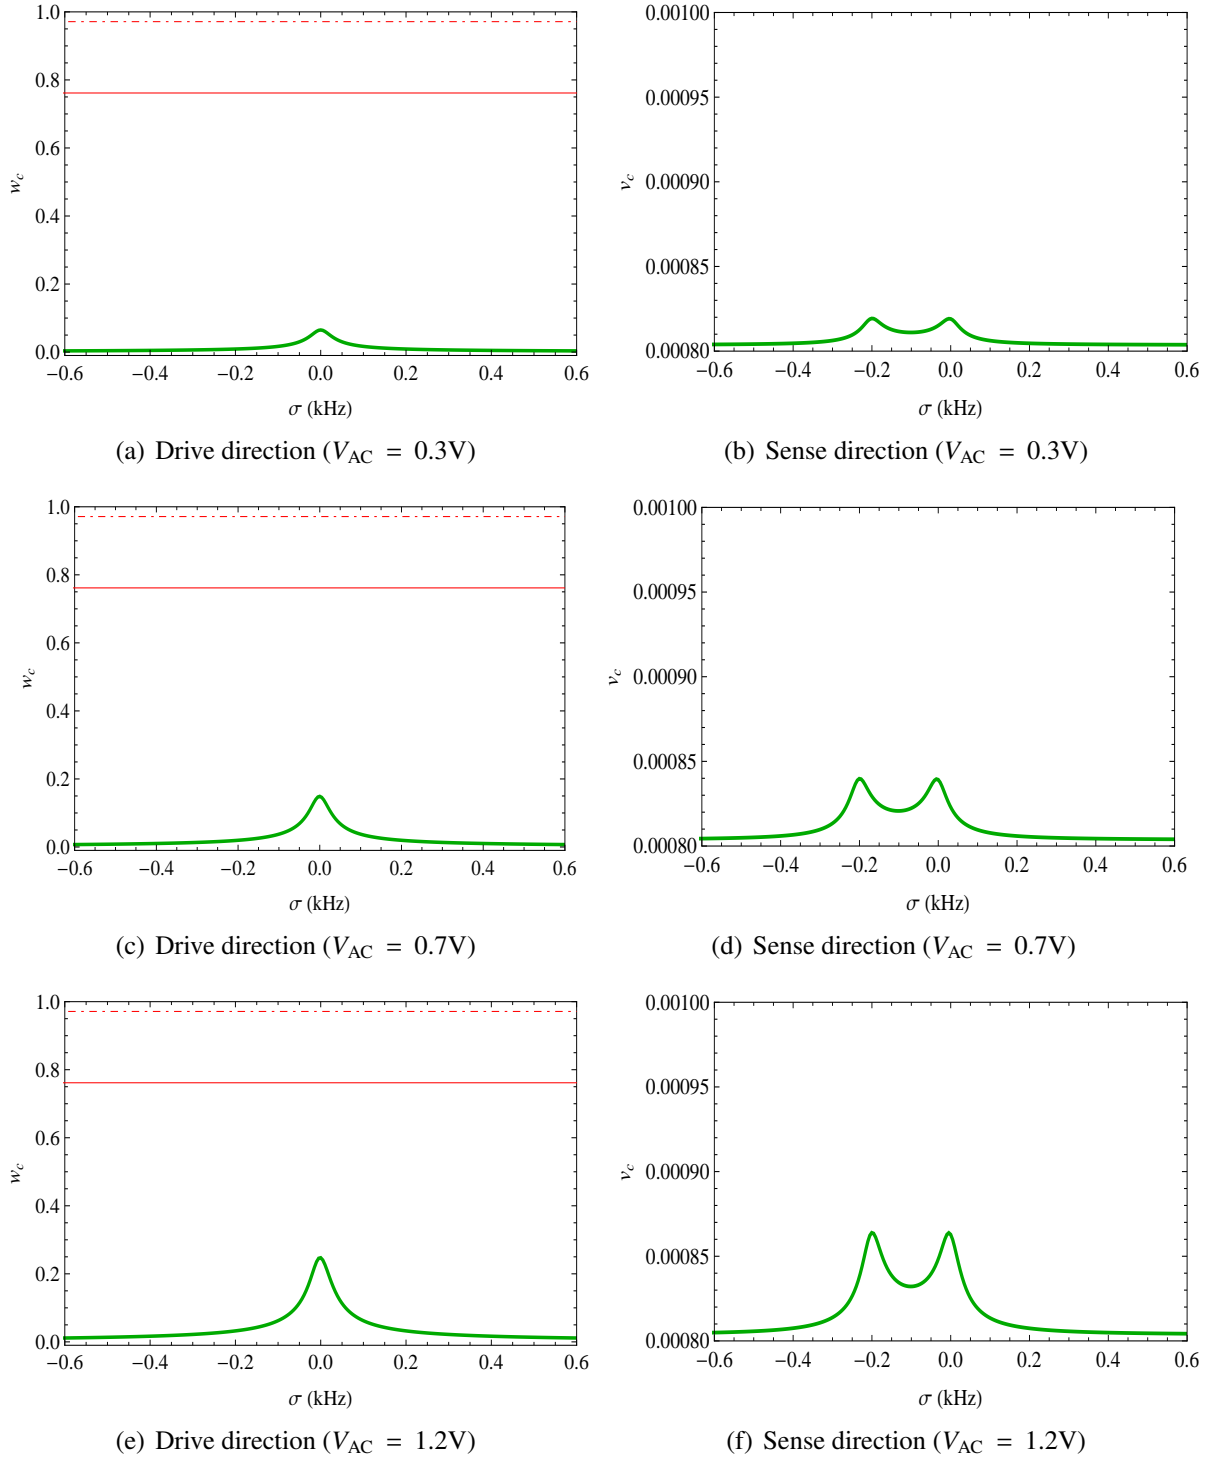 1.0
0.8
0.6
0.4
0.2
0.0
w_c
−0.6 −0.4 −0.2 0.0 0.2 0.4 0.6
σ (kHz)
(a) Drive direction (V_AC = 0.3V)
0.00100
0.00095
0.00090
0.00085
0.00080
v_c
−0.6 −0.4 −0.2 0.0 0.2 0.4 0.6
σ (kHz)
(b) Sense direction (V_AC = 0.3V)
1.0
0.8
0.6
0.4
0.2
0.0
w_c
−0.6 −0.4 −0.2 0.0 0.2 0.4 0.6
σ (kHz)
(c) Drive direction (V_AC = 0.7V)
0.00100
0.00095
0.00090
0.00085
0.00080
v_c
−0.6 −0.4 −0.2 0.0 0.2 0.4 0.6
σ (kHz)
(d) Sense direction (V_AC = 0.7V)
1.0
0.8
0.6
0.4
0.2
0.0
w_c
−0.6 −0.4 −0.2 0.0 0.2 0.4 0.6
σ (kHz)
(e) Drive direction (V_AC = 1.2V)
0.00100
0.00095
0.00090
0.00085
0.00080
v_c
−0.6 −0.4 −0.2 0.0 0.2 0.4 0.6
σ (kHz)
(f) Sense direction (V_AC = 1.2V)